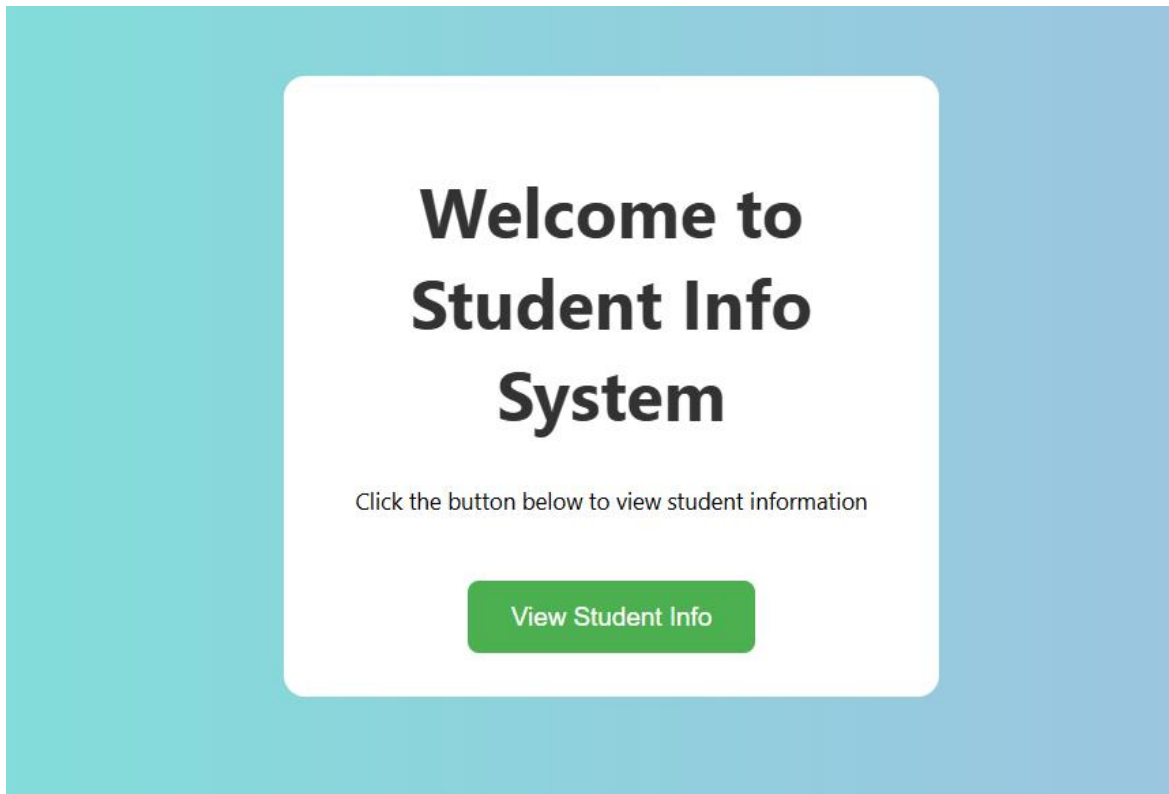 Welcome to
Student Info
System
Click the button below to view student information
View Student Info